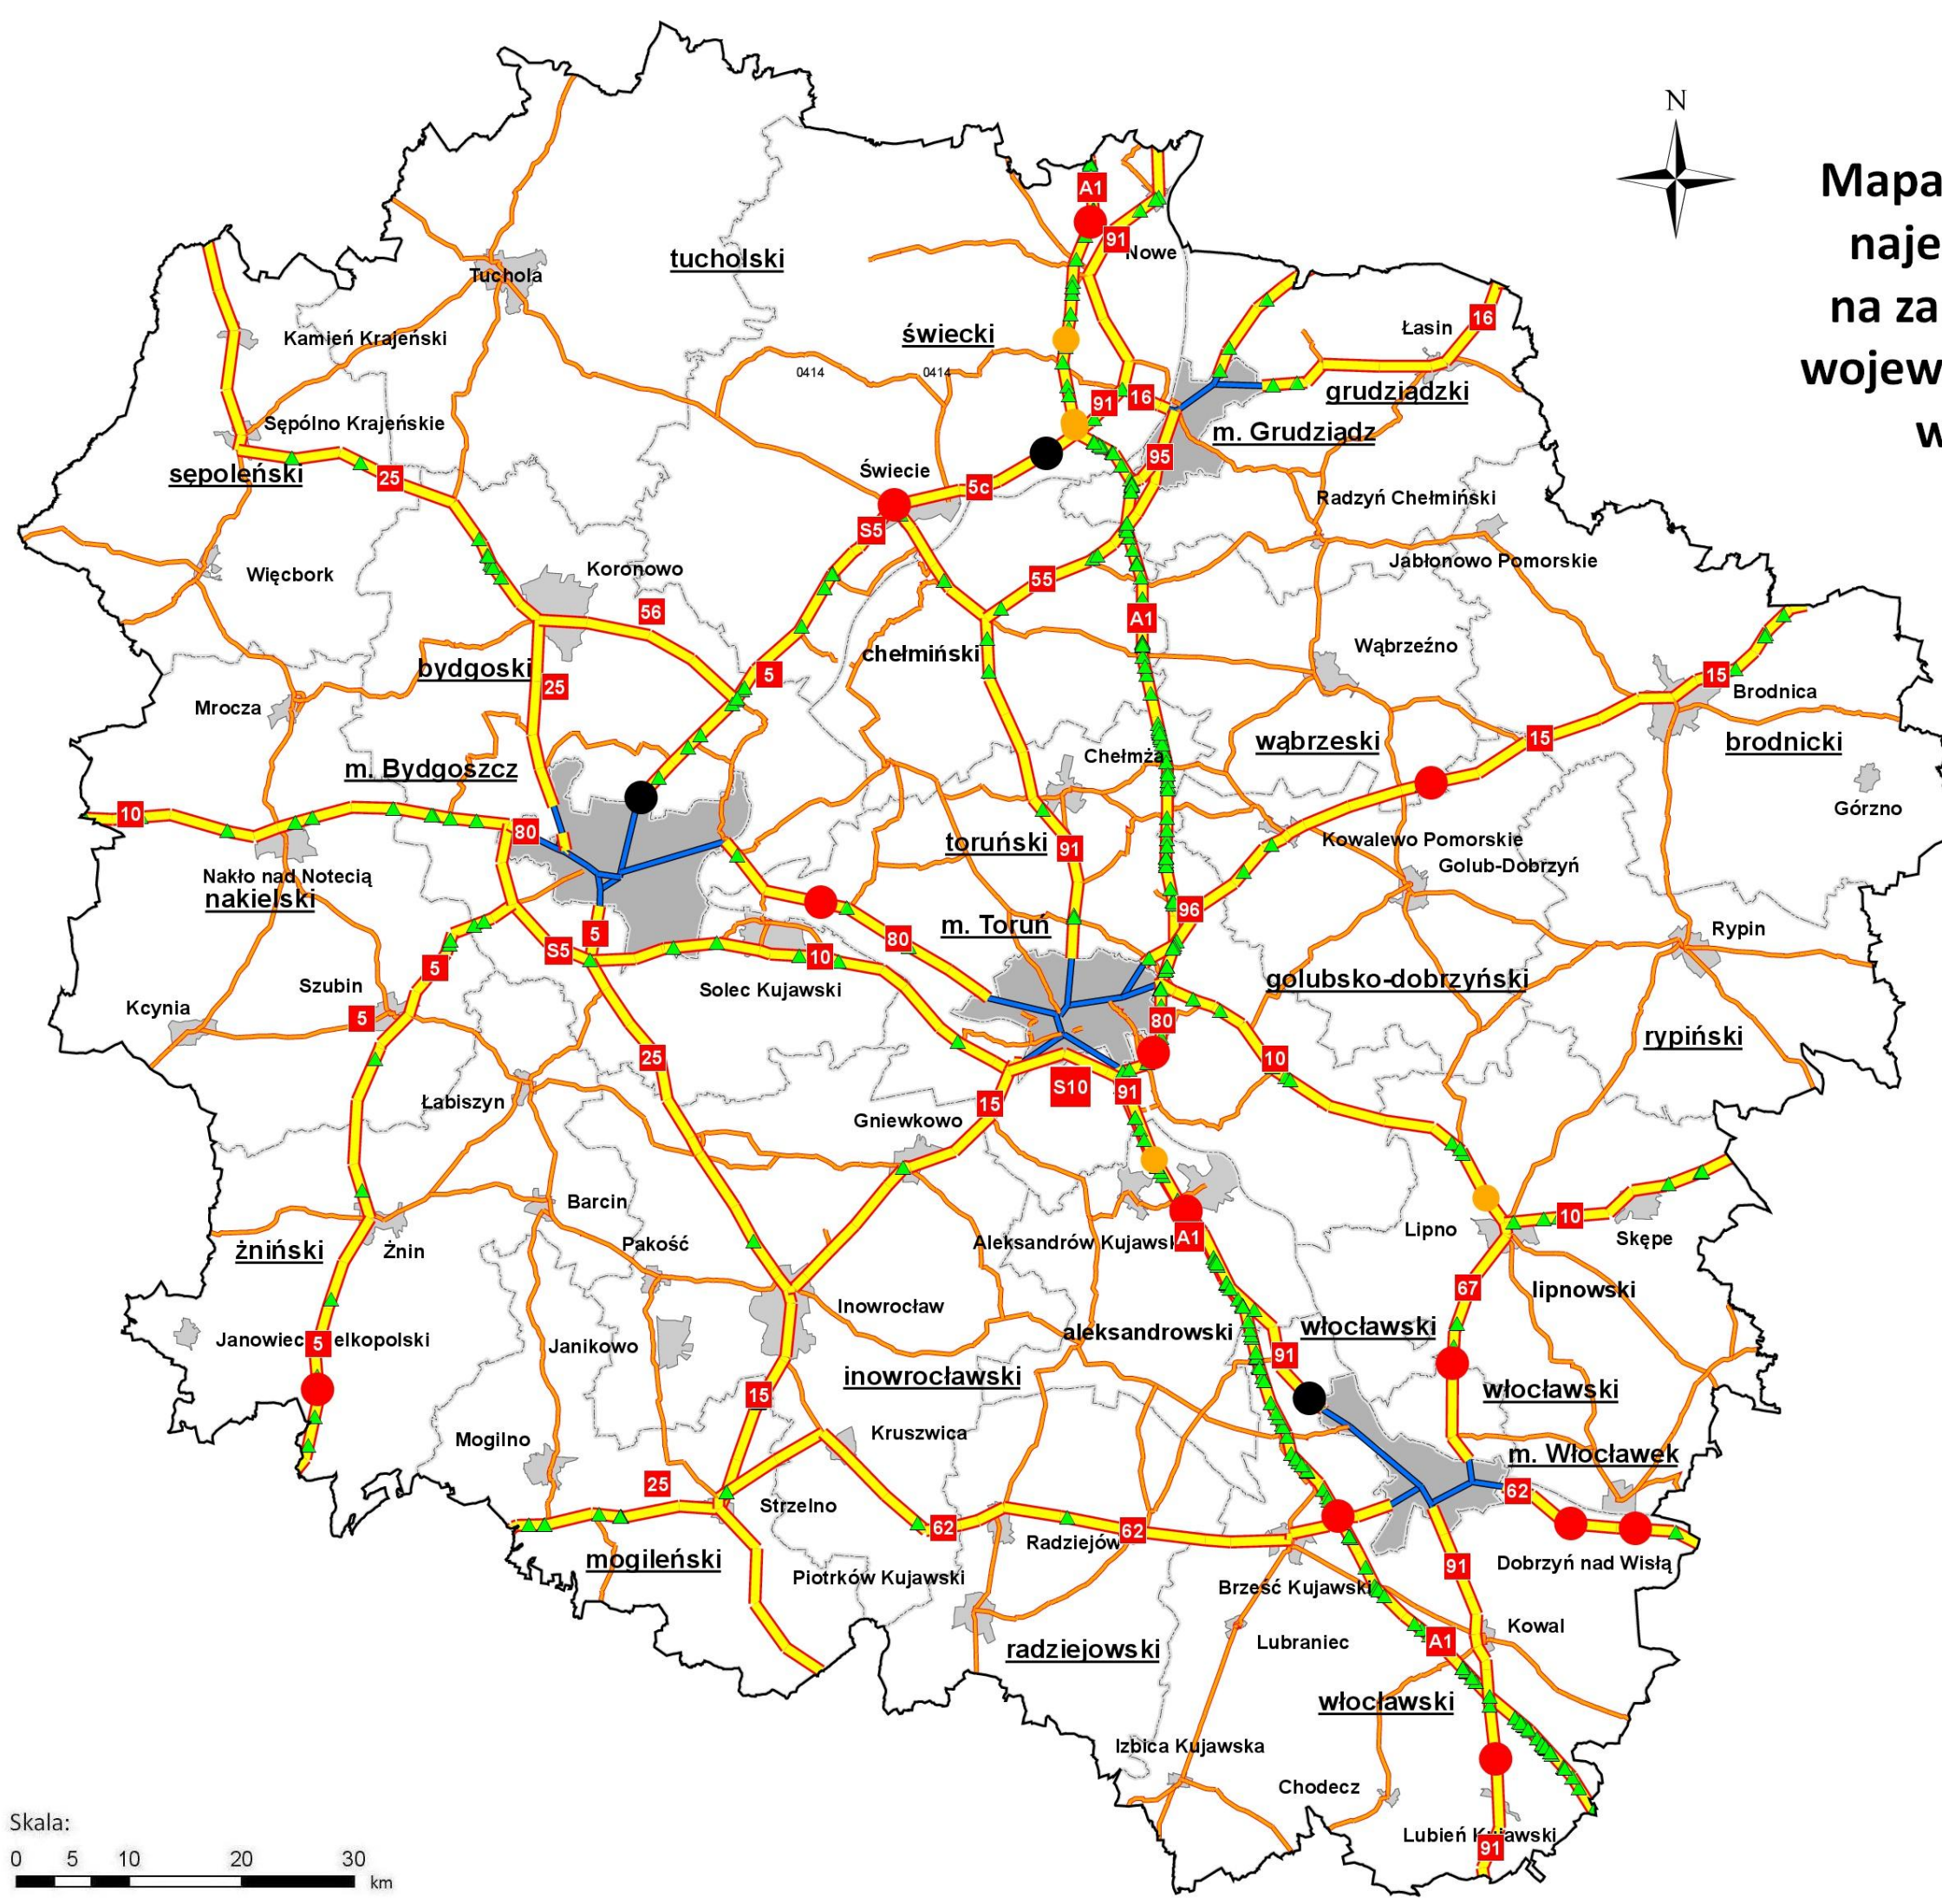 N
Mapa
naje
na za
wojew
w
A1
91
Nowe
tucholski
Tuchola
16
Łasin
Kamień Krajeński
świecki
0414
0414
grudziądzki
91
16
Sępólno Krajeńskie
m. Grudziądz
95
Świecie
sępoleński
25
5c
Radzyń Chełmiński
S5
Jabłonowo Pomorskie
Więcbork
Koronowo
55
56
A1
Wąbrzeźno
chełmiński
bydgoski
5
15
25
Brodnica
Mrocza
15
wąbrzeski
brodnicki
Chełmża
m. Bydgoszcz
Górzno
10
80
Kowalewo Pomorskie
toruński
91
Golub-Dobrzyń
Nakło nad Notecią
nakielski
96
m. Toruń
Rypin
5
80
S5
10
5
golubsko-dobrzyński
Szubin
Solec Kujawski
Kcynia
5
80
rypiński
25
10
S10
91
Łabiszyn
15
Gniewkowo
Barcin
10
Lipno
Skępe
Pakość
A1
Aleksandrów Kujawsk
żniński
Żnin
67
lipnowski
Inowrocław
włocławski
aleksandrowski
Janowiec
5
elkopolski
Janikowo
91
inowrocławski
włocławski
15
Kruszwica
Mogilno
m. Włocławek
25
62
Strzelno
62
62
Radziejów
mogileński
91
Dobrzyń nad Wisłą
Piotrków Kujawski
Brześć Kujawski
Kowal
A1
Lubraniec
radziejowski
włocławski
Izbica Kujawska
Chodecz
Skala:
Lubień Kujawski
91
0 5 10 20 30
km